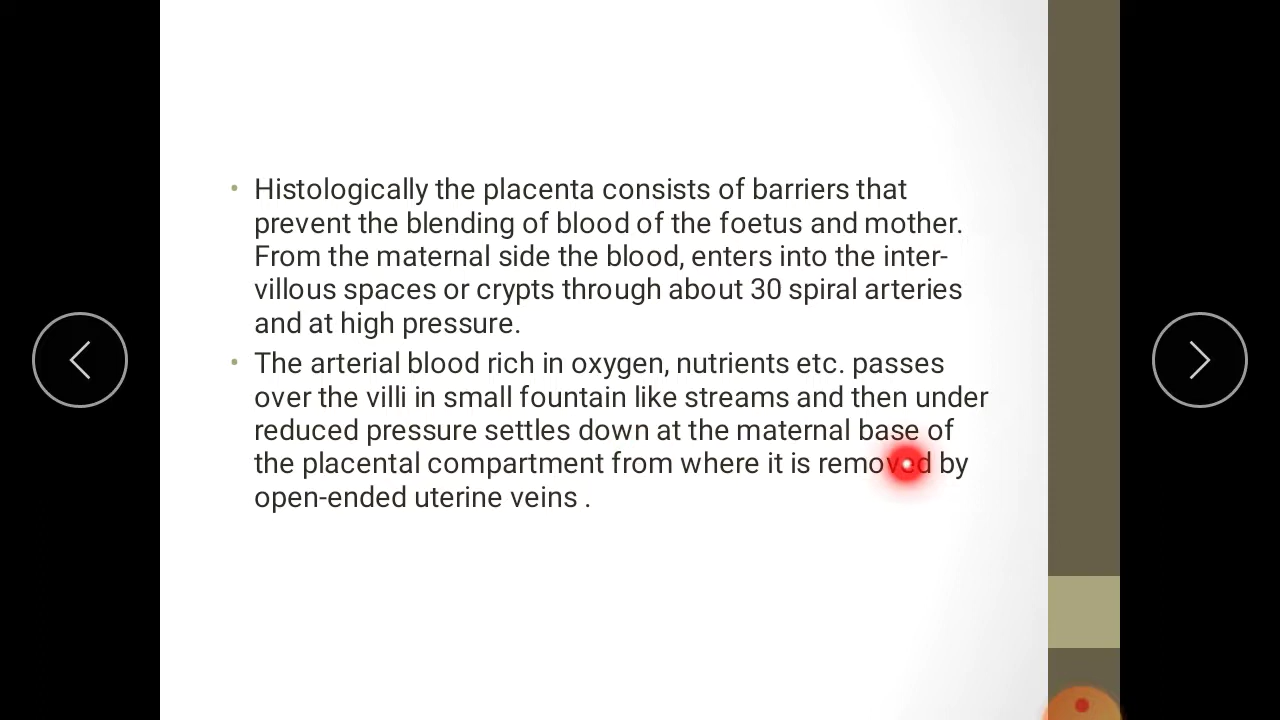 • Histologically the placenta consists of barriers that
prevent the blending of blood of the foetus and mother.
From the maternal side the blood, enters into the inter-
villous spaces or crypts through about 30 spiral arteries
and at high pressure.
• The arterial blood rich in oxygen, nutrients etc. passes
over the villi in small fountain like streams and then under
reduced pressure settles down at the maternal base of
the placental compartment from where it is removed by
open-ended uterine veins .